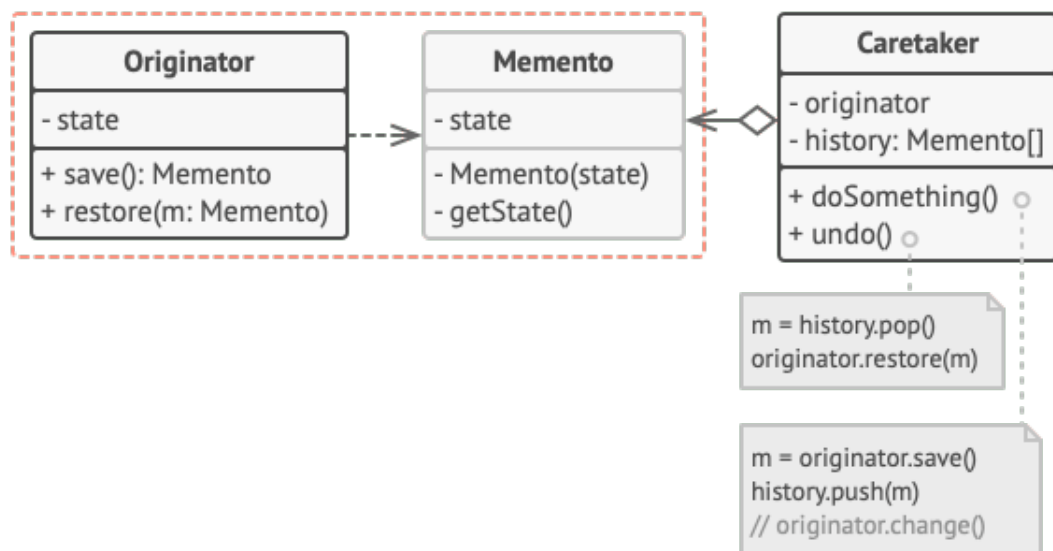 Originator
- state
+ save(): Memento
+ restore(m: Memento)
Memento
- state
- Memento(state)
- getState()
Caretaker
- originator
- history: Memento[]
+ doSomething()
+ undo()
m = history.pop()
originator.restore(m)
m = originator.save()
history.push(m)
// originator.change()